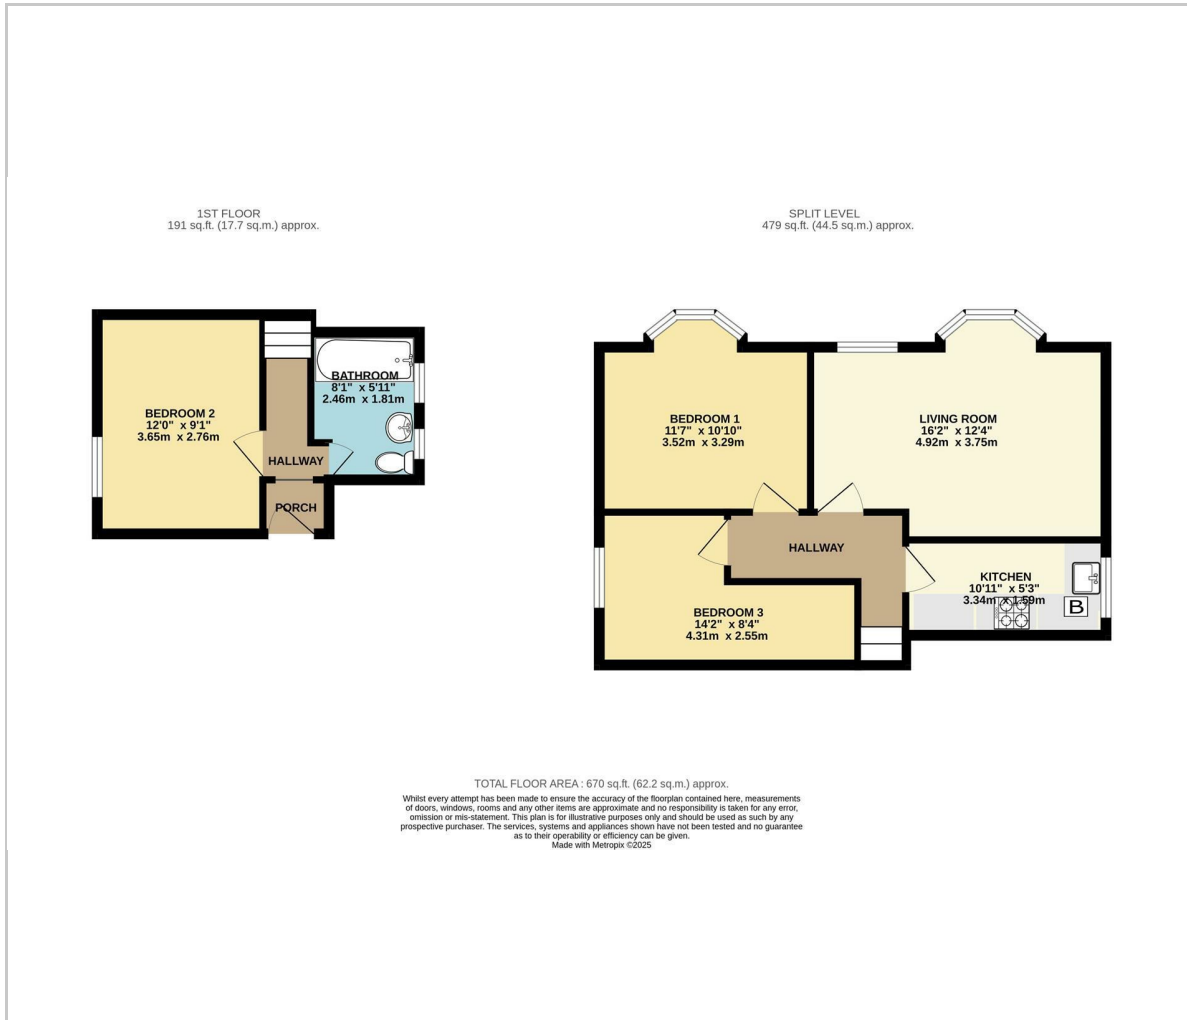 1ST FLOOR
191 sq.ft. (17.7 sq.m.) approx.
BEDROOM 2
12'0" x 9'1"
3.65m x 2.76m
BATHROOM
8'1" x 5'11"
2.46m x 1.81m
HALLWAY
PORCH
SPLIT LEVEL
479 sq.ft. (44.5 sq.m.) approx.
BEDROOM 1
11'7" x 10'10"
3.52m x 3.29m
LIVING ROOM
16'2" x 12'4"
4.92m x 3.75m
HALLWAY
KITCHEN
10'11" x 5'3"
3.34m x 1.59m
B
BEDROOM 3
14'2" x 8'4"
4.31m x 2.55m
TOTAL FLOOR AREA : 670 sq.ft. (62.2 sq.m.) approx.
Whilst every attempt has been made to ensure the accuracy of the floorplan contained here, measurements
of doors, windows, rooms and any other items are approximate and no responsibility is taken for any error,
omission or mis-statement. This plan is for illustrative purposes only and should be used as such by any
prospective purchaser. The services, systems and appliances shown have not been tested and no guarantee
as to their operability or efficiency can be given.
Made with Metropix ©2025